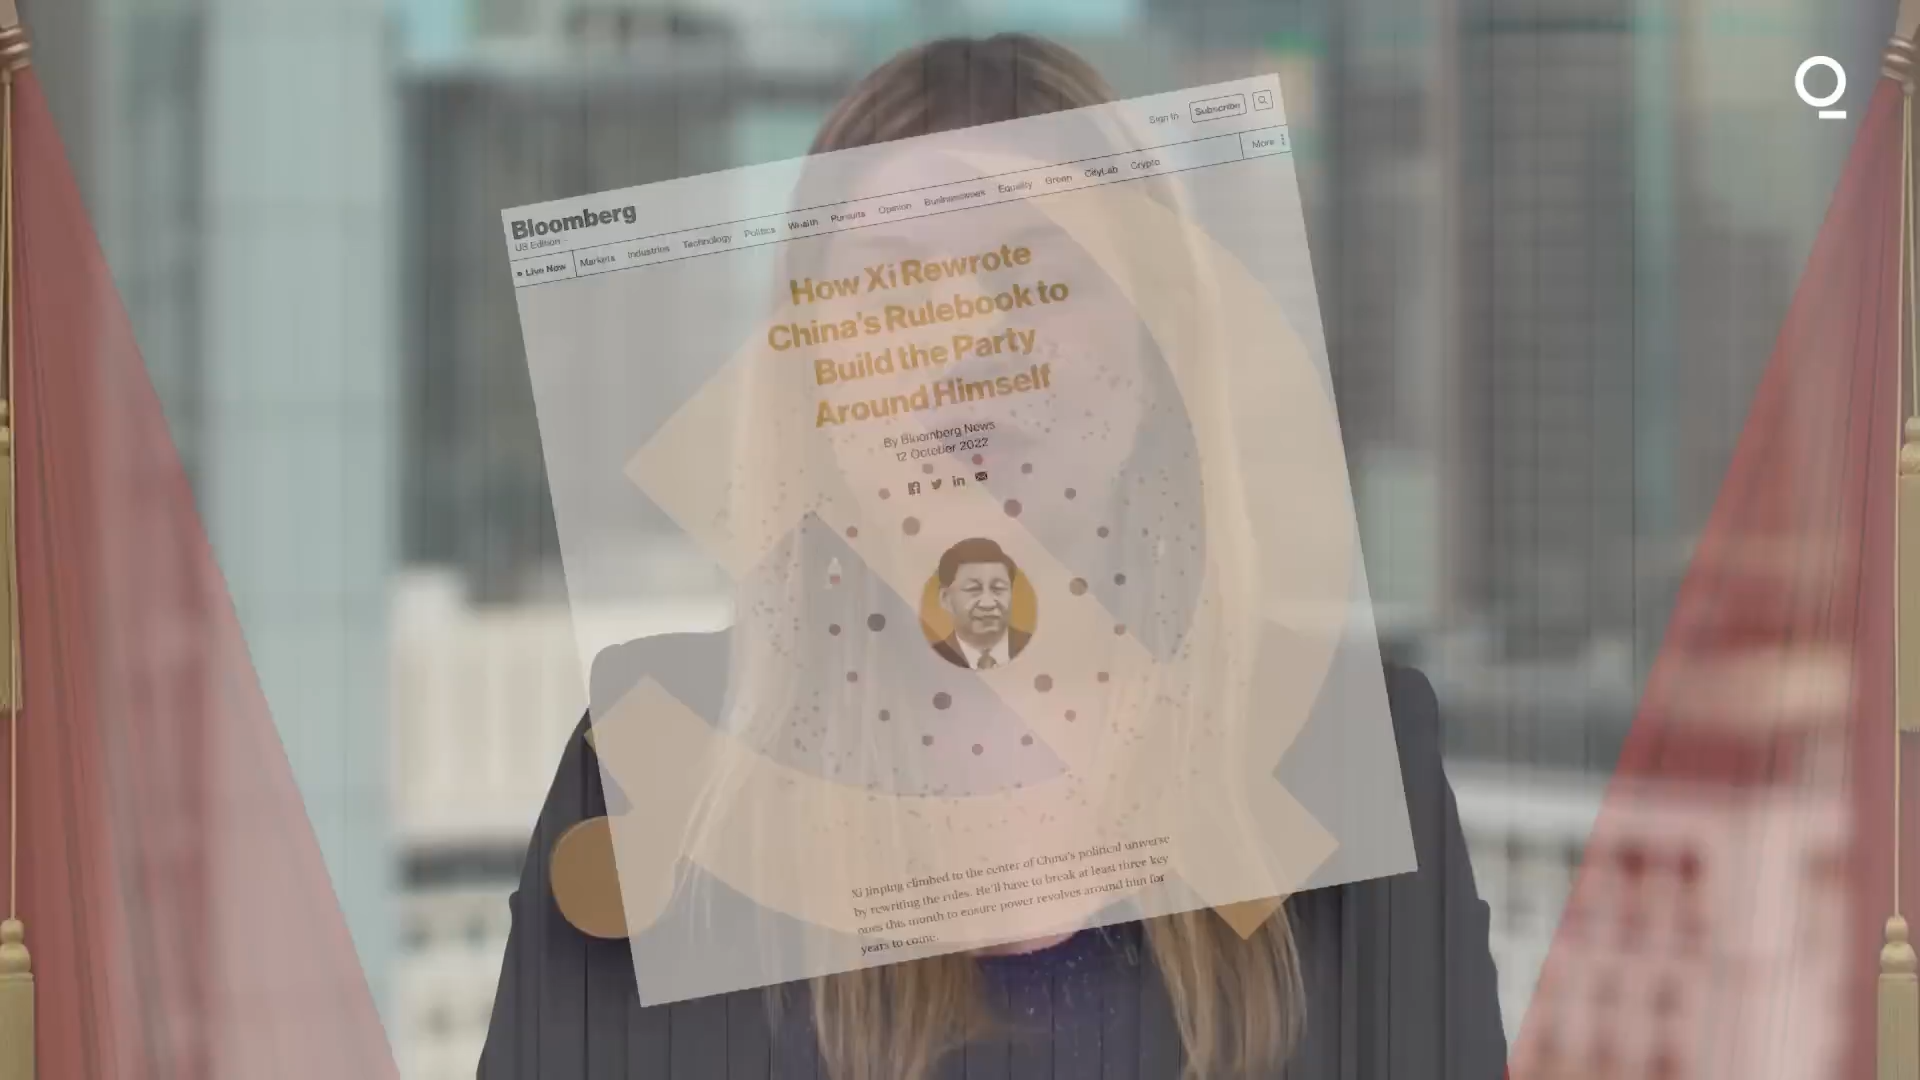 Sign In Subscribe
Bloomberg
US Edition
Live Now Markets Industries Technology Politics Wealth Pursuits Opinion Businessweek Equality Green CityLab Crypto More
How Xi Rewrote
China's Rulebook to
Build the Party
Around Himself
By Bloomberg News
12 October 2022
Xi Jinping climbed to the center of China's political universe
by rewriting the rules. He'll have to break at least three key
ones this month to ensure power revolves around him for
years to come.